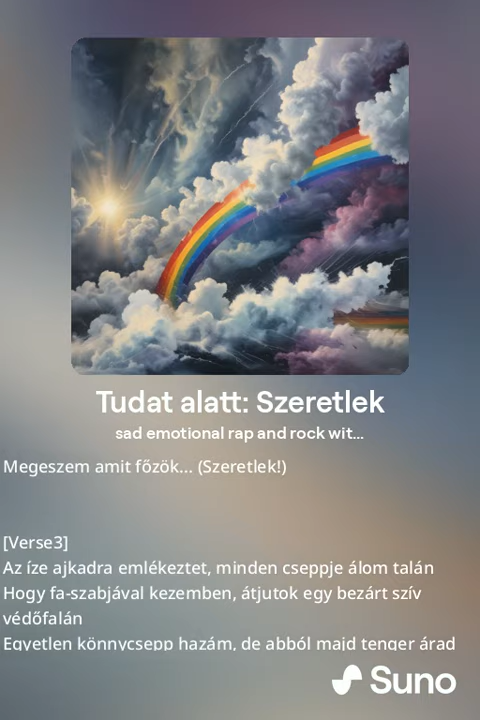 Tudat alatt: Szeretlek
sad emotional rap and rock wit...
Megeszem amit főzök... (Szeretlek!)
[Verse3]
Az íze ajkadra emlékeztet, minden cseppje álom talán
Hogy fa-szabjával kezemben, átjutok egy bezárt szív
védőfalán
Egyetlen könnycsepp hazám, de abból majd tenger árad
Suno